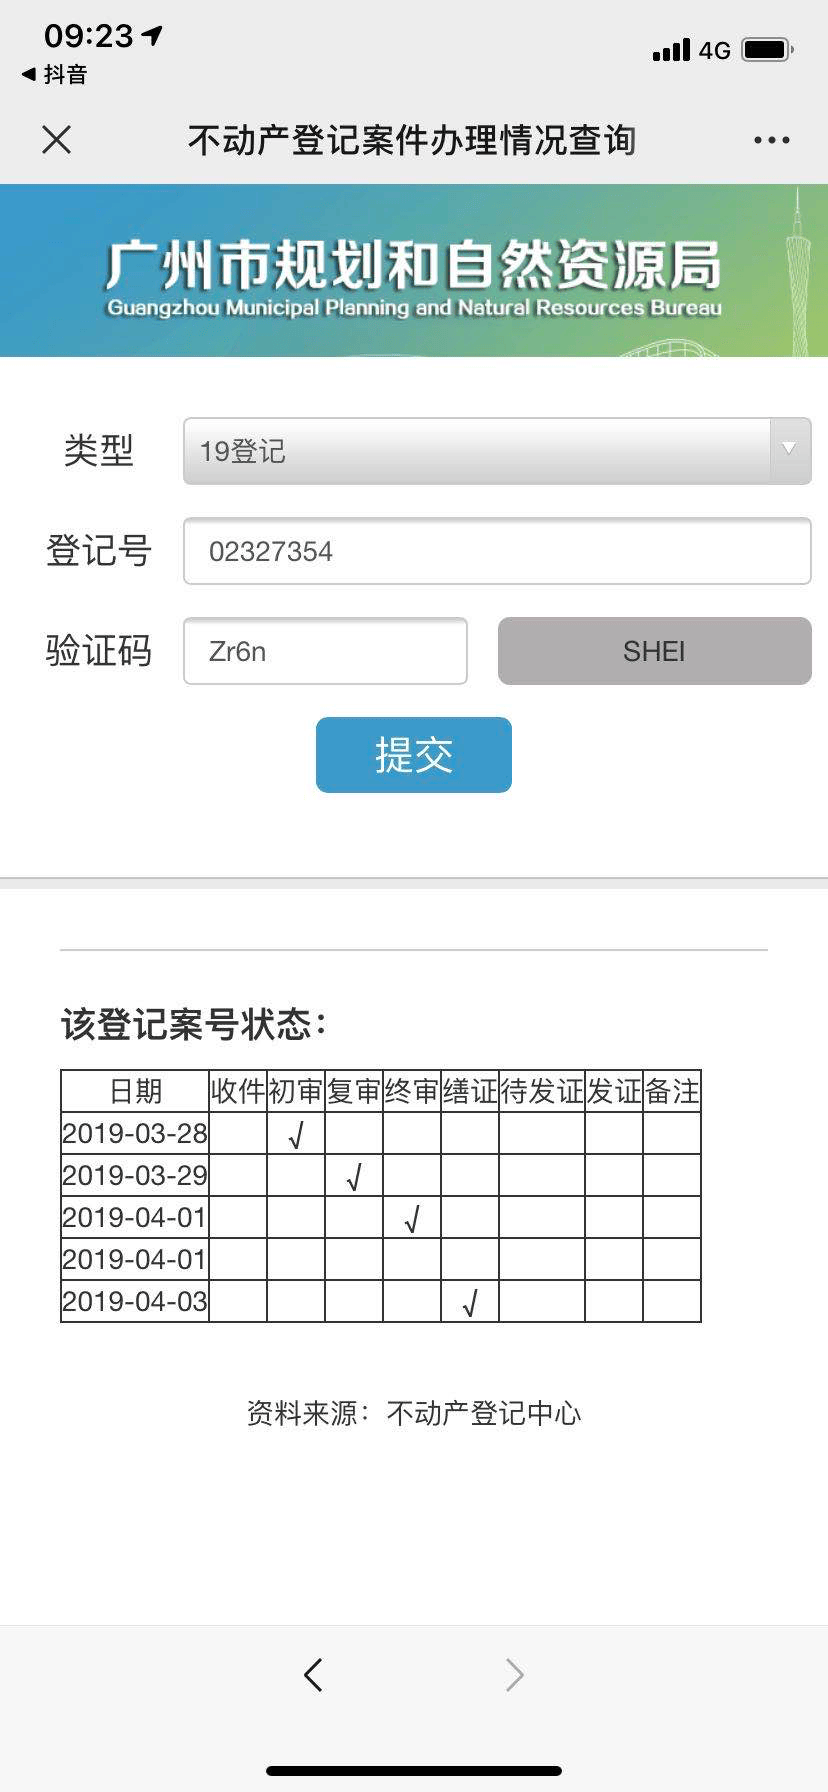 09:23
4G
抖音
不动产登记案件办理情况查询
广州市规划和自然资源局
Guangzhou Municipal Planning and Natural Resources Bureau
类型 19登记
登记号 02327354
验证码 Zr6n SHEI
提交
该登记案号状态：
日期 收件 初审 复审 终审 缮证 待发证 发证 备注
2019-03-28 √
2019-03-29 √
2019-04-01 √
2019-04-01
2019-04-03 √
资料来源：不动产登记中心